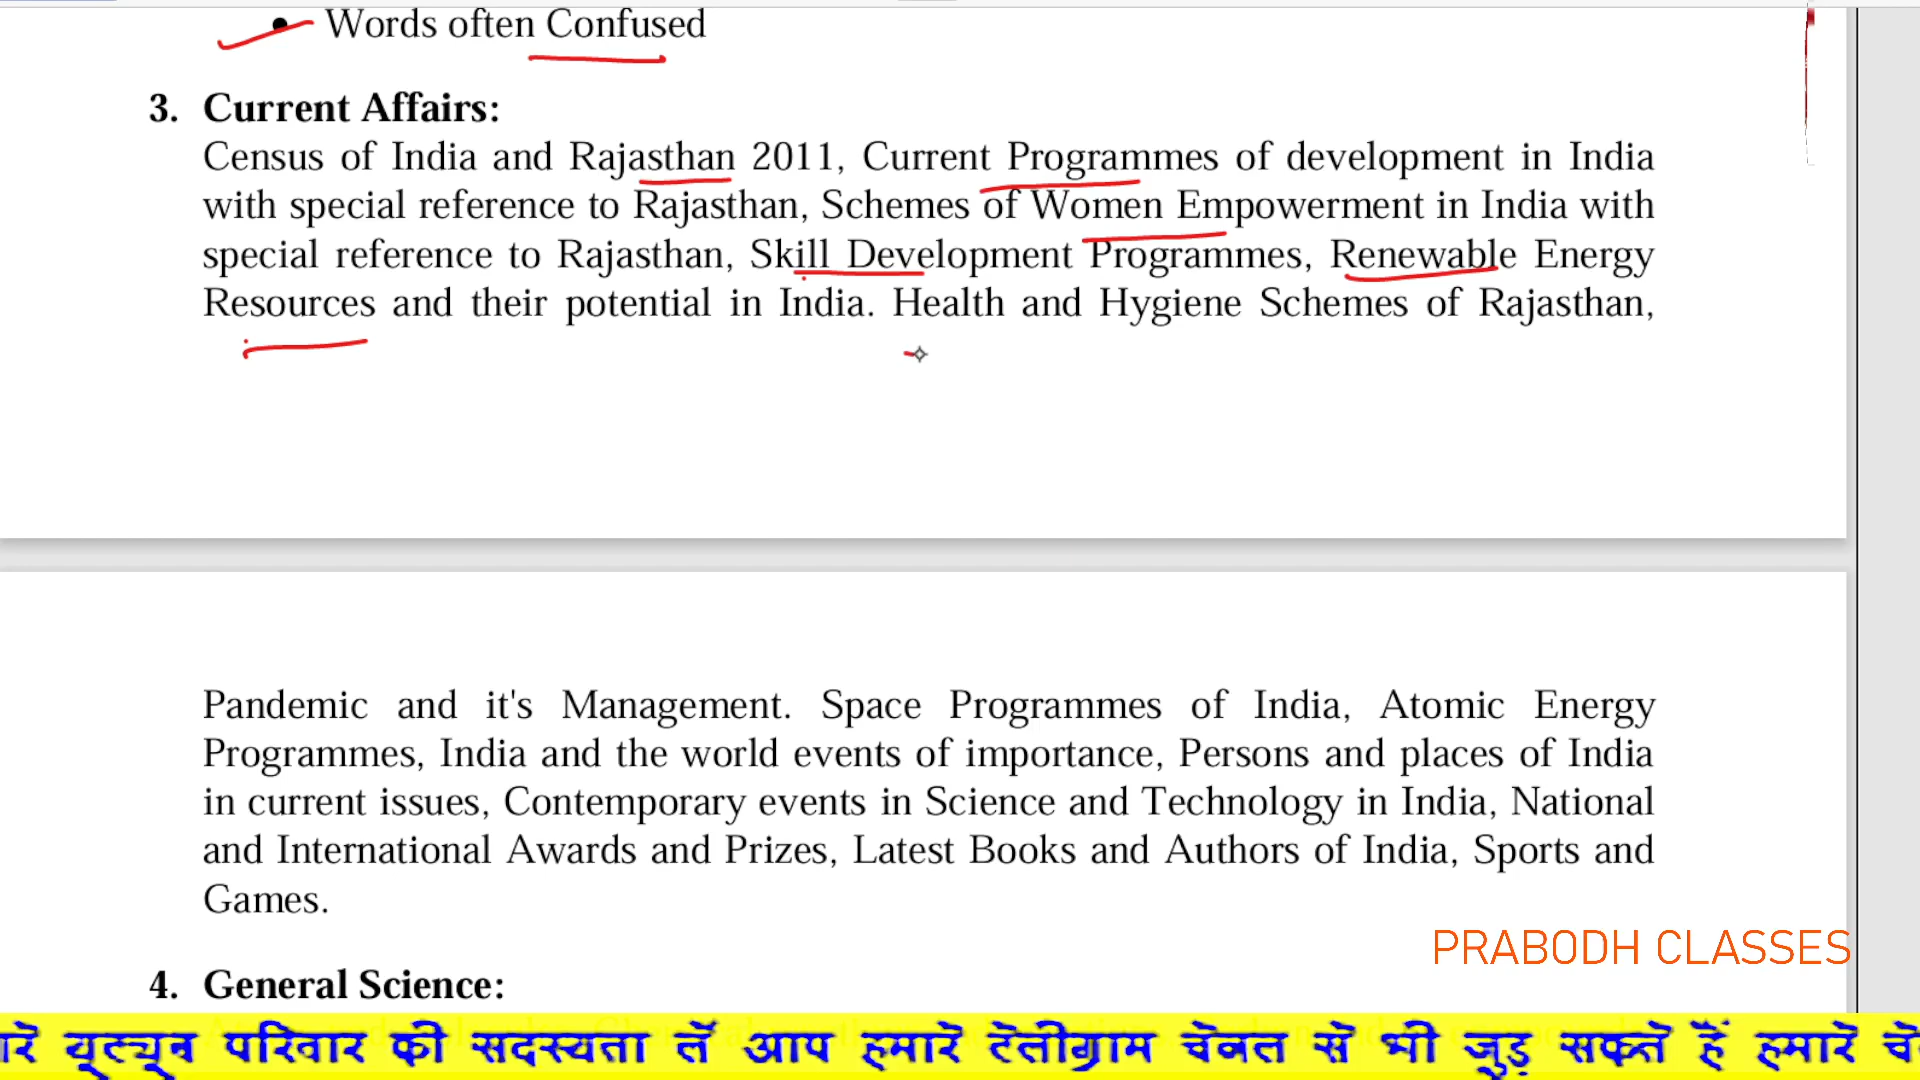 • Words often Confused
3. Current Affairs:
Census of India and Rajasthan 2011, Current Programmes of development in India
with special reference to Rajasthan, Schemes of Women Empowerment in India with
special reference to Rajasthan, Skill Development Programmes, Renewable Energy
Resources and their potential in India. Health and Hygiene Schemes of Rajasthan,
Pandemic and it's Management. Space Programmes of India, Atomic Energy
Programmes, India and the world events of importance, Persons and places of India
in current issues, Contemporary events in Science and Technology in India, National
and International Awards and Prizes, Latest Books and Authors of India, Sports and
Games.
PRABODH CLASSES
4. General Science:
परिवार की सदस्यता लें आप हमारे टेलीग्राम चेनल से भी जुड़ सकतें हैं हमारें